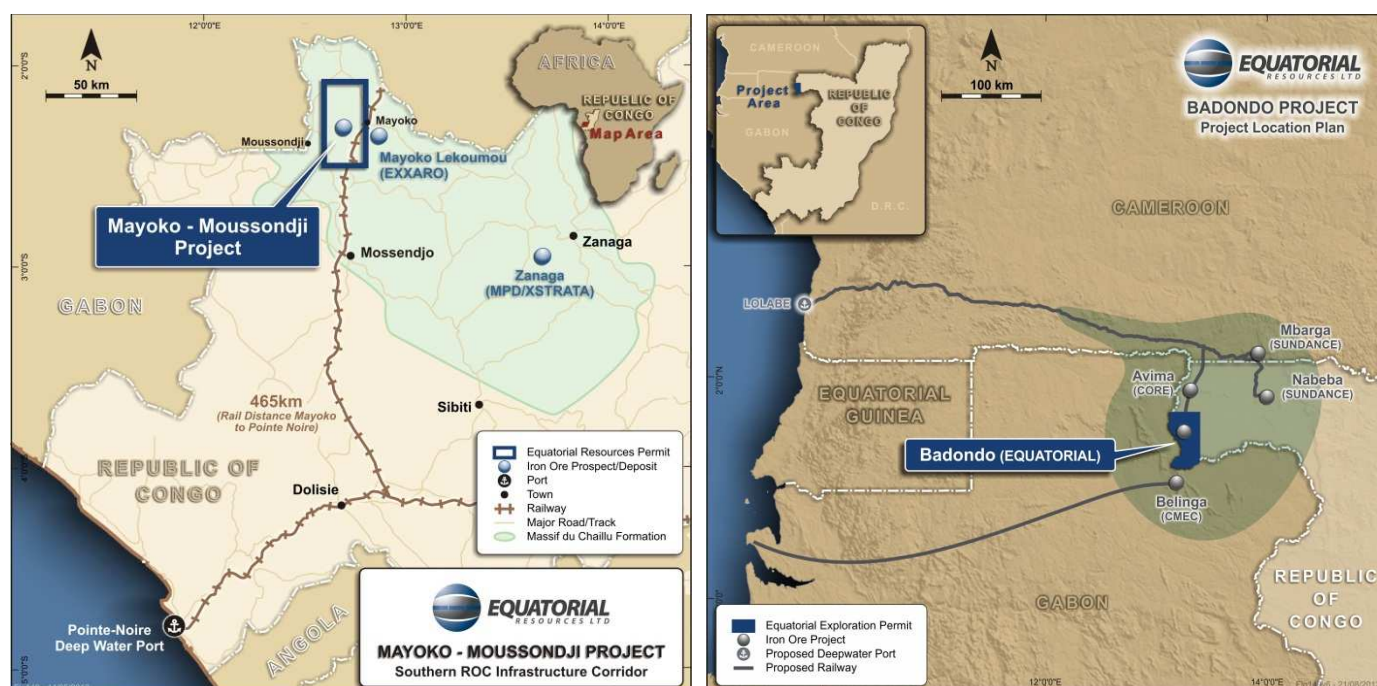 12°0'0"E
13°0'0"E
14°0'0"E
2°0'0"S
3°0'0"S
4°0'0"S
5°0'0"S
N
50 km
AFRICA
REPUBLIC OF
CONGO
Map Area
Moussondji
Mayoko
Mayoko Lekoumou
(EXXARO)
Mayoko - Moussondji
Project
Mossendjo
Zanaga
Zanaga
(MPD/XSTRATA)
GABON
465km
(Rail Distance Mayoko
to Pointe Noire)
Sibiti
REPUBLIC OF
CONGO
Dolisie
Pointe-Noire
Deep Water Port
ANGOLA
Equatorial Resources Permit
Iron Ore Prospect/Deposit
Port
Town
Railway
Major Road/Track
Massif du Chaillu Formation
EQUATORIAL
RESOURCES LTD
MAYOKO - MOUSSONDJI PROJECT
Southern ROC Infrastructure Corridor
CAMEROON
Project
Area
REPUBLIC
OF
CONGO
GABON
D.R.C.
N
100 km
EQUATORIAL
RESOURCES LTD
BADONDO PROJECT
Project Location Plan
CAMEROON
LOLABE
Mbarga
(SUNDANCE)
Nabeba
(SUNDANCE)
Avima
(CORE)
2°0'0"N
EQUATORIAL
GUINEA
Badondo (EQUATORIAL)
Belinga
(CMEC)
GABON
REPUBLIC
OF
CONGO
Equatorial Exploration Permit
Iron Ore Project
Proposed Deepwater Port
Proposed Railway
12°0'0"E
14°0'0"E